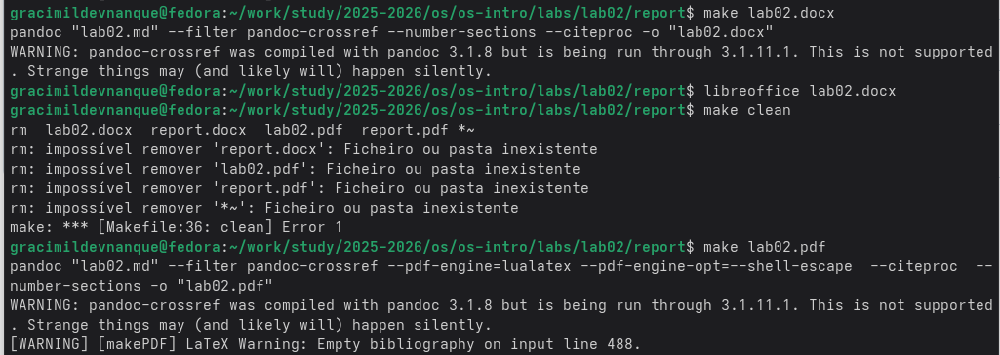 gracimildevnanque@fedora:~/work/study/2025-2026/os/os-intro/labs/lab02/report$ make lab02.docx
pandoc "lab02.md" --filter pandoc-crossref --number-sections --citeproc -o "lab02.docx"
WARNING: pandoc-crossref was compiled with pandoc 3.1.8 but is being run through 3.1.11.1. This is not supported
. Strange things may (and likely will) happen silently.
gracimildevnanque@fedora:~/work/study/2025-2026/os/os-intro/labs/lab02/report$ libreoffice lab02.docx
gracimildevnanque@fedora:~/work/study/2025-2026/os/os-intro/labs/lab02/report$ make clean
rm  lab02.docx  report.docx  lab02.pdf  report.pdf *~
rm: impossível remover 'report.docx': Ficheiro ou pasta inexistente
rm: impossível remover 'lab02.pdf': Ficheiro ou pasta inexistente
rm: impossível remover 'report.pdf': Ficheiro ou pasta inexistente
rm: impossível remover '*~': Ficheiro ou pasta inexistente
make: *** [Makefile:36: clean] Error 1
gracimildevnanque@fedora:~/work/study/2025-2026/os/os-intro/labs/lab02/report$ make lab02.pdf
pandoc "lab02.md" --filter pandoc-crossref --pdf-engine=lualatex --pdf-engine-opt=--shell-escape  --citeproc  --
number-sections -o "lab02.pdf"
WARNING: pandoc-crossref was compiled with pandoc 3.1.8 but is being run through 3.1.11.1. This is not supported
. Strange things may (and likely will) happen silently.
[WARNING] [makePDF] LaTeX Warning: Empty bibliography on input line 488.